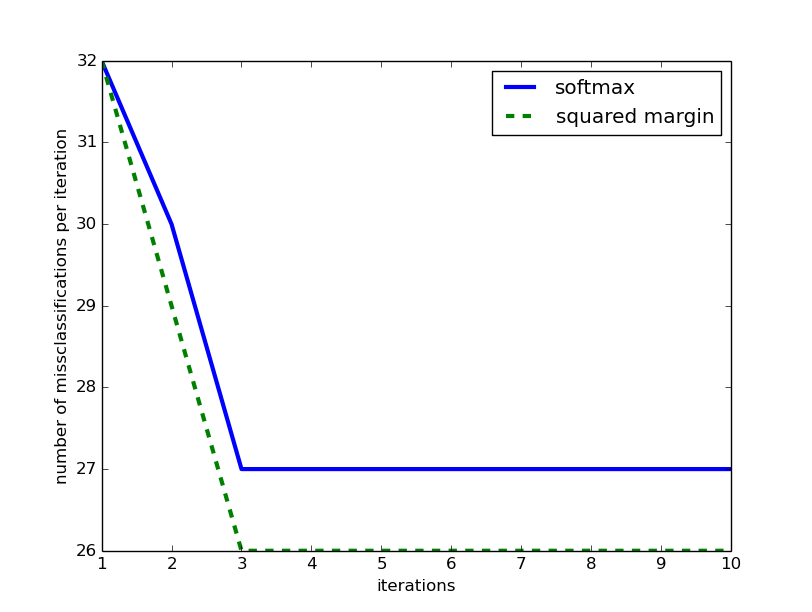 softmax
squared margin
number of missclassifications per iteration
32
31
30
29
28
27
26
1 2 3 4 5 6 7 8 9 10
iterations